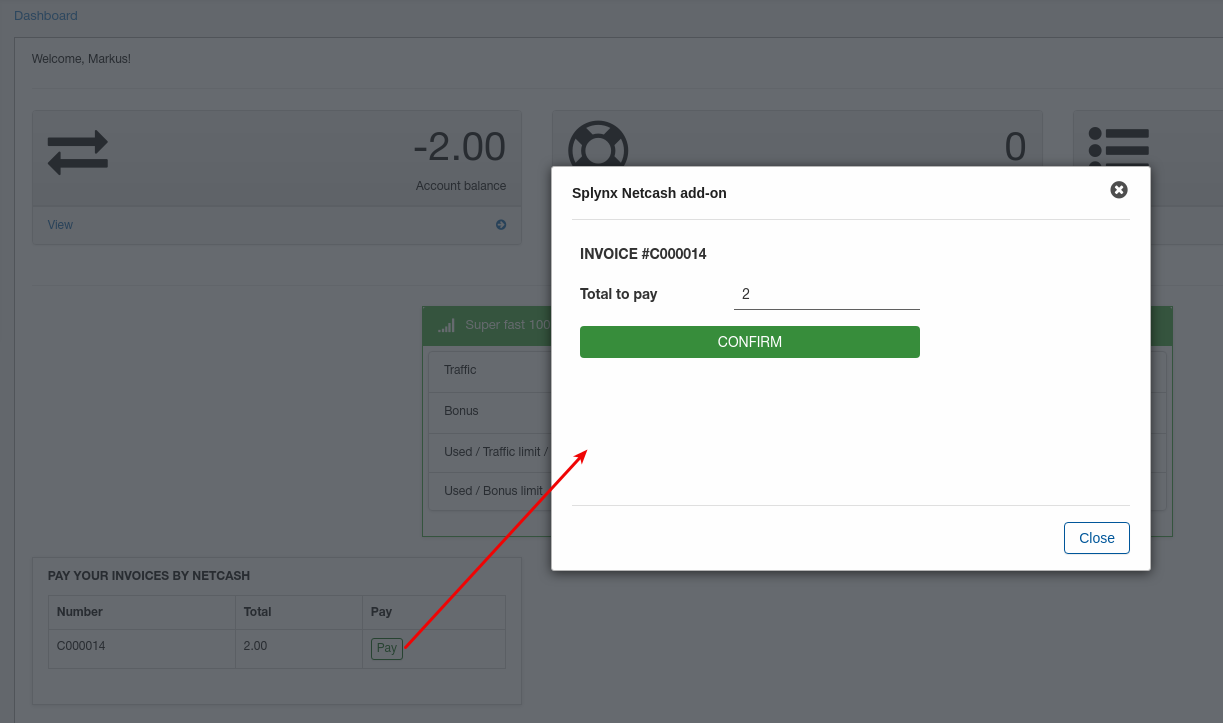 Dashboard
Welcome, Markus!
-2.00
Account balance
View
0
Splynx Netcash add-on
INVOICE #C000014
Total to pay 2
CONFIRM
Close
Super fast 100
Traffic
Bonus
Used / Traffic limit /
Used / Bonus limit
PAY YOUR INVOICES BY NETCASH
Number Total Pay
C000014 2.00 Pay